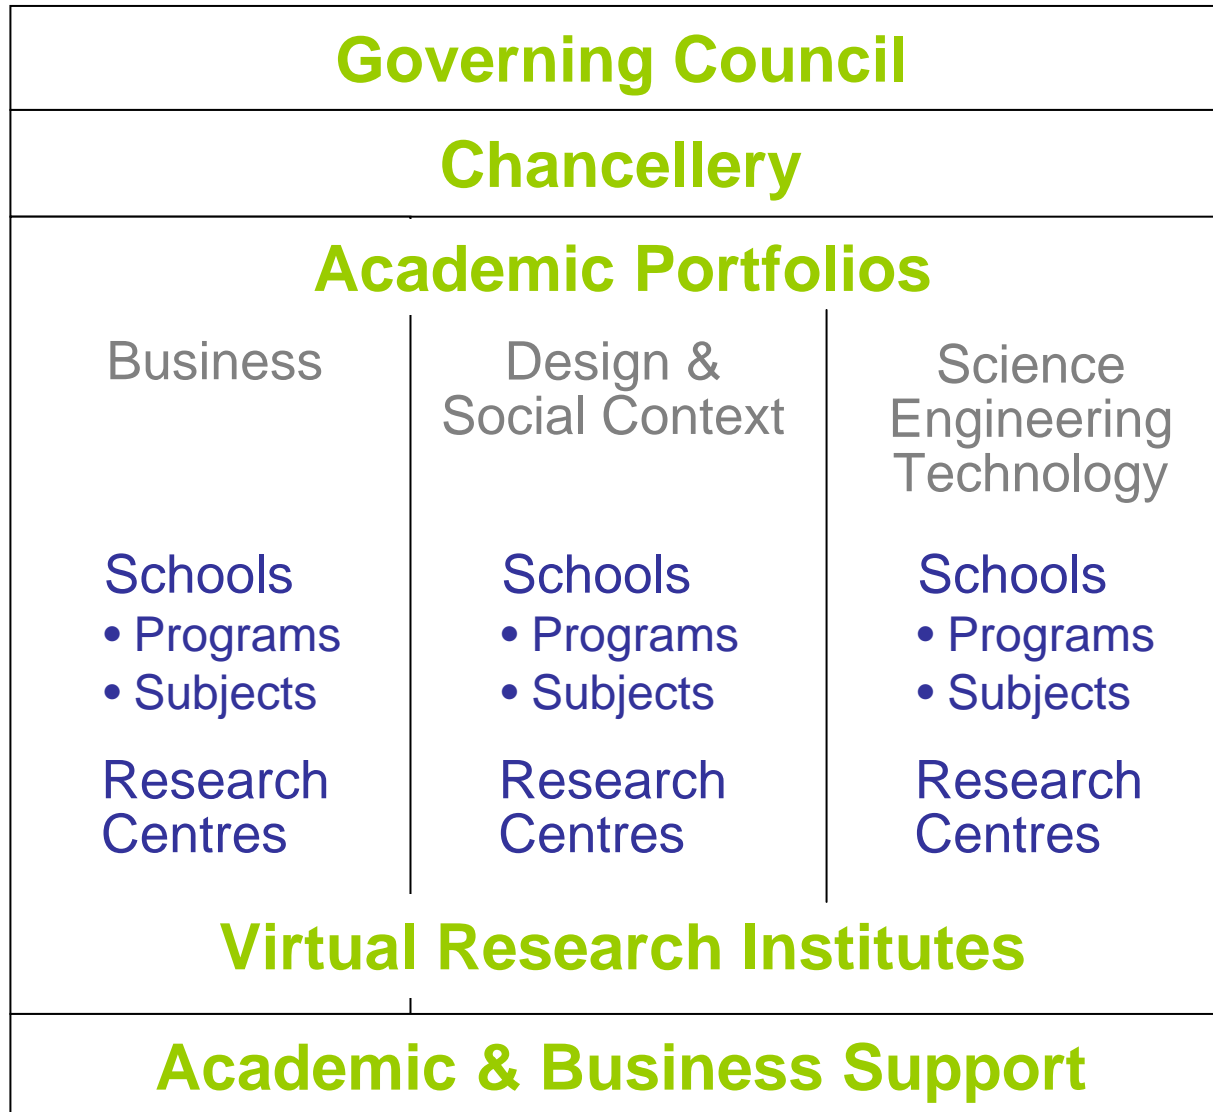 Governing Council
Chancellery
Academic Portfolios
Business
Design &
Social Context
Science
Engineering
Technology
Schools
• Programs
• Subjects
Research
Centres
Schools
• Programs
• Subjects
Research
Centres
Schools
• Programs
• Subjects
Research
Centres
Virtual Research Institutes
Academic & Business Support